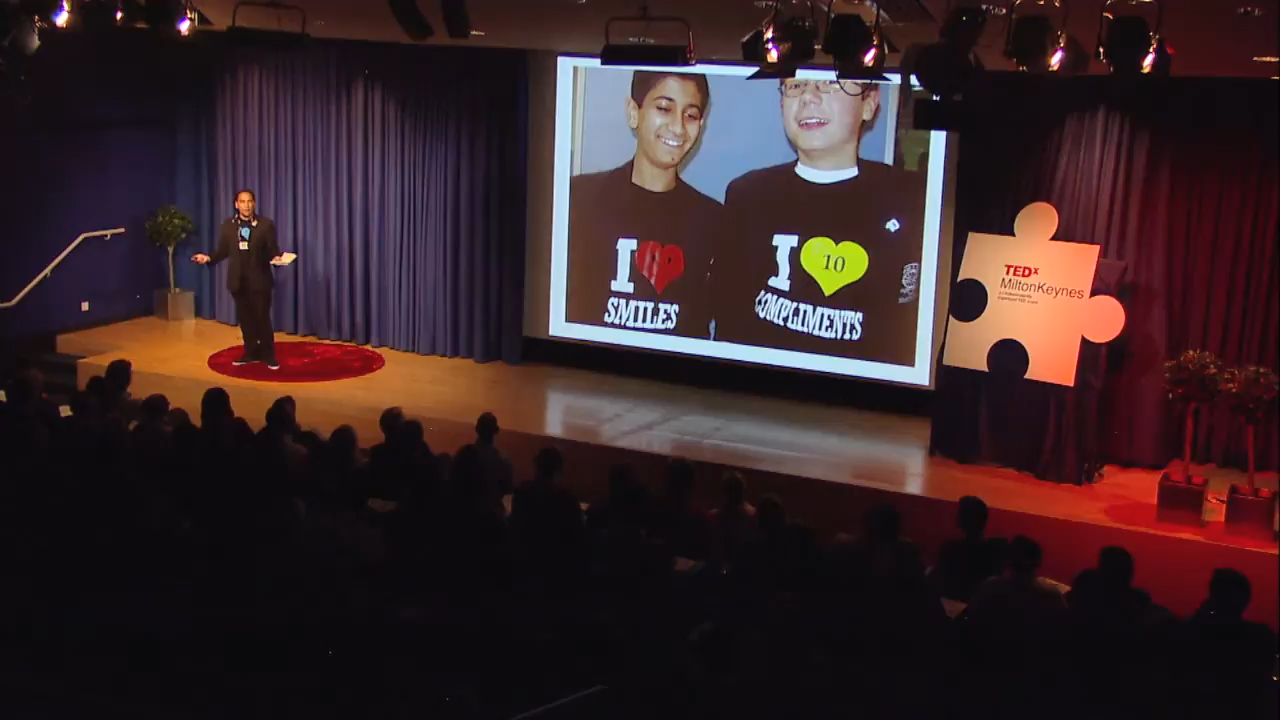 I
SMILES
I 10
COMPLIMENTS
TEDx
MiltonKeynes